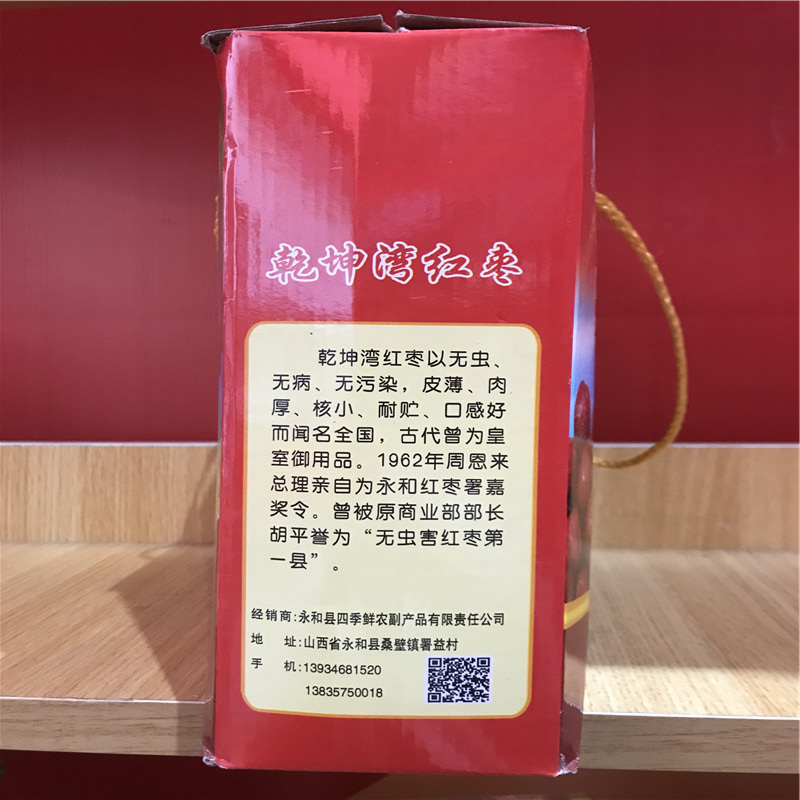 乾坤湾红枣
乾坤湾红枣以无虫、
无病、无污染，皮薄、肉
厚、核小、耐贮、口感好
而闻名全国，古代曾为皇
室御用品。1962年周恩来
总理亲自为永和红枣署嘉
奖令。曾被原商业部部长
胡平誉为“无虫害红枣第
一县”。
经销商:永和县四季鲜农副产品有限责任公司
地 址:山西省永和县桑壁镇署益村
手 机:13934681520
13835750018